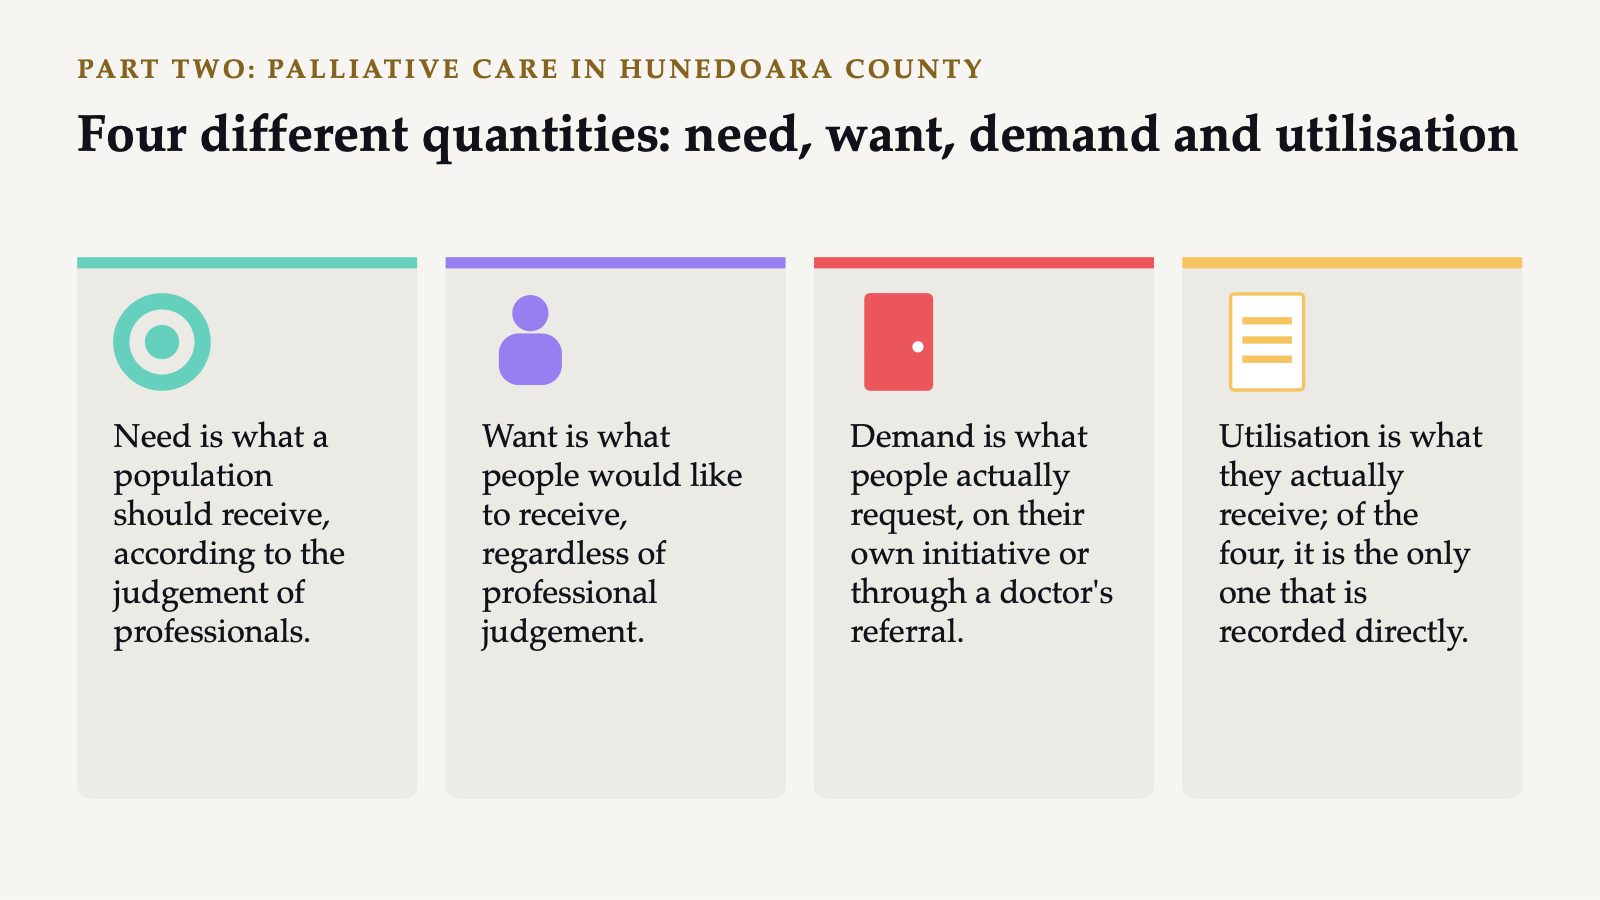 PART TWO: PALLIATIVE CARE IN HUNEDOARA COUNTY
Four different quantities: need, want, demand and utilisation
Need is what a
population
should receive,
according to the
judgement of
professionals.
Want is what
people would like
to receive,
regardless of
professional
judgement.
Demand is what
people actually
request, on their
own initiative or
through a doctor's
referral.
Utilisation is what
they actually
receive; of the
four, it is the only
one that is
recorded directly.